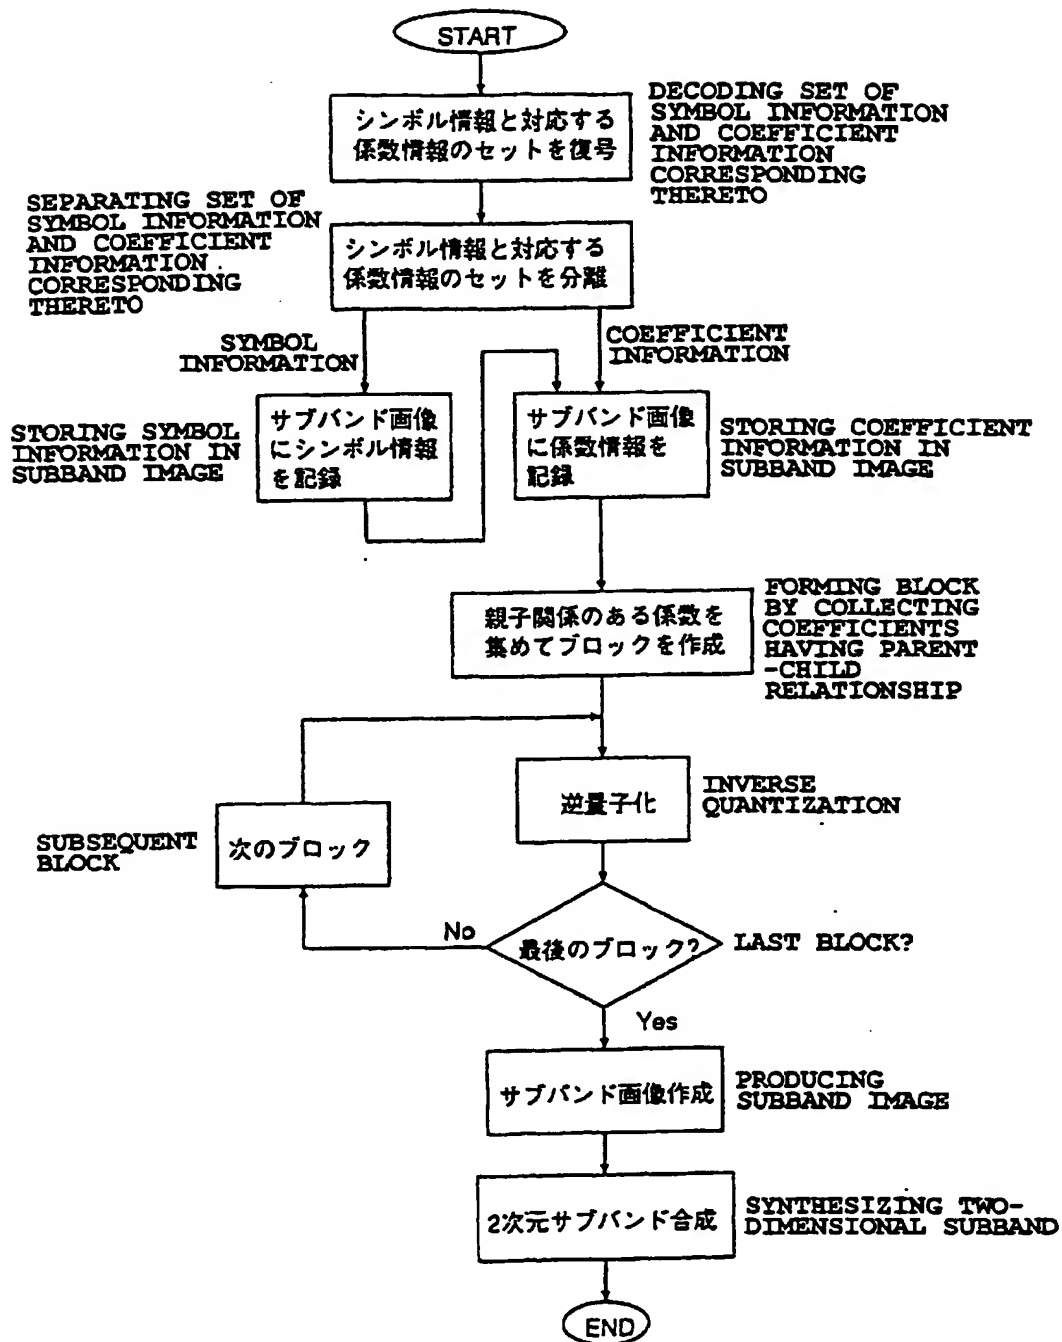 START
シンボル情報と対応する
係数情報のセットを復号
DECODING SET OF
SYMBOL INFORMATION
AND COEFFICIENT
INFORMATION
CORRESPONDING
THERETO
SEPARATING SET OF
SYMBOL INFORMATION
AND COEFFICIENT
INFORMATION
CORRESPONDING
THERETO
シンボル情報と対応する
係数情報のセットを分離
SYMBOL
INFORMATION
COEFFICIENT
INFORMATION
STORING SYMBOL
INFORMATION IN
SUBBAND IMAGE
サブバンド画像
にシンボル情報
を記録
サブバンド画像
に係数情報を
記録
STORING COEFFICIENT
INFORMATION IN
SUBBAND IMAGE
親子関係のある係数を
集めてブロックを作成
FORMING BLOCK
BY COLLECTING
COEFFICIENTS
HAVING PARENT
-CHILD
RELATIONSHIP
逆量子化
INVERSE
QUANTIZATION
SUBSEQUENT
BLOCK
次のブロック
No
最後のブロック?
LAST BLOCK?
Yes
サブバンド画像作成
PRODUCING
SUBBAND IMAGE
2次元サブバンド合成
SYNTHESIZING TWO-
DIMENSIONAL SUBBAND
END